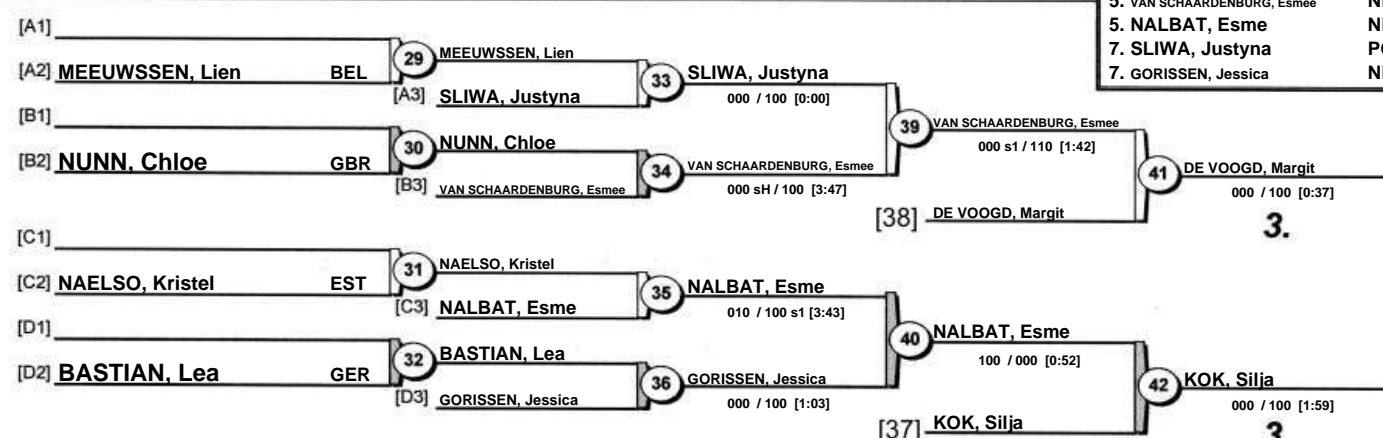 5. VAN SCHAARDENBURG, Esmee
5. NALBAT, Esme
7. SLIWA, Justyna
7. GORISSEN, Jessica
[A1]
[A2] MEEUWSSEN, Lien BEL
29
MEEUWSSEN, Lien
[A3] SLIWA, Justyna
33
SLIWA, Justyna
000 / 100 [0:00]
[B1]
[B2] NUNN, Chloe GBR
30
NUNN, Chloe
[B3] VAN SCHAARDENBURG, Esmee
34
VAN SCHAARDENBURG, Esmee
000 sH / 100 [3:47]
39
VAN SCHAARDENBURG, Esmee
000 s1 / 110 [1:42]
[38] DE VOOGD, Margit
41
DE VOOGD, Margit
000 / 100 [0:37]
3.
[C1]
[C2] NAELSO, Kristel EST
31
NAELSO, Kristel
[C3] NALBAT, Esme
35
NALBAT, Esme
010 / 100 s1 [3:43]
[D1]
[D2] BASTIAN, Lea GER
32
BASTIAN, Lea
[D3] GORISSEN, Jessica
36
GORISSEN, Jessica
000 / 100 [1:03]
40
NALBAT, Esme
100 / 000 [0:52]
[37] KOK, Silja
42
KOK, Silja
000 / 100 [1:59]
3